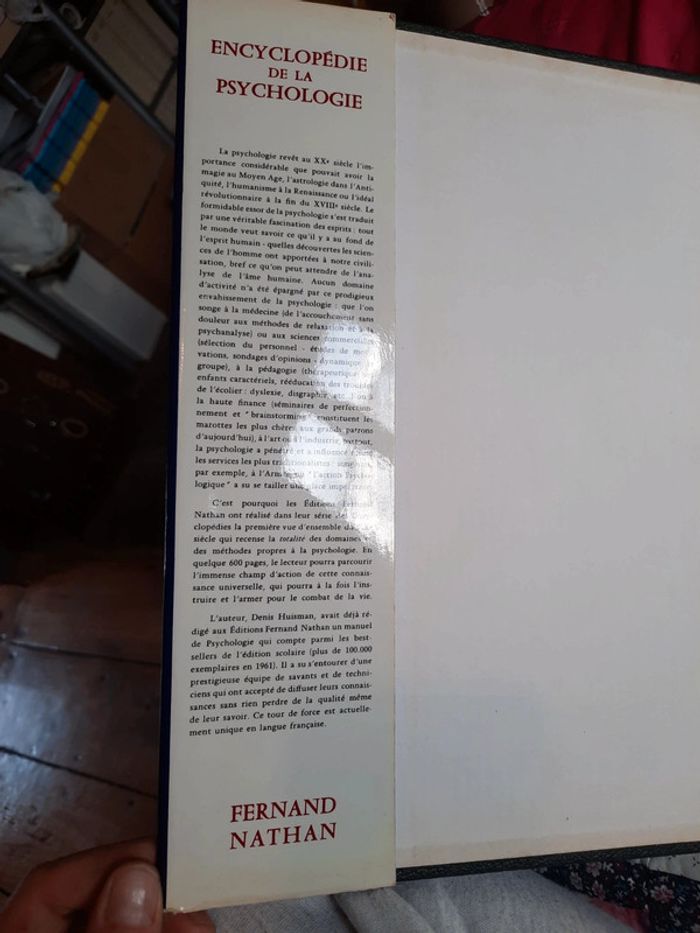 ENCYCLOPÉDIE
DE LA
PSYCHOLOGIE
La psychologie revêt au XXe siècle l'im-
portance considérable que pouvait avoir la
magie au Moyen Age, l'astrologie dans l'Anti-
quité, l'humanisme à la Renaissance ou l'idéal
révolutionnaire à la fin du XVIIIe siècle. Le
formidable essor de la psychologie s'est traduit
par une véritable fascination des esprits : tout
le monde veut savoir ce qu'il y a au fond de
l'esprit humain - quelles découvertes les scien-
ces de l'homme ont apportées à notre civili-
sation, bref ce qu'on peut attendre de l'ana-
lyse de l'âme humaine. Aucun domaine
d'activité n'a été épargné par ce prodigieux
envahissement de la psychologie : que l'on
songe à la médecine (de l'accouchement sans
douleur aux méthodes de relaxation et à la
psychanalyse) ou aux sciences commerciales
(sélection du personnel - études de moti-
vations, sondages d'opinions - dynamique
groupe), à la pédagogie (thérapeutique
enfants caractériels, rééducation des troubles
de l'écolier : dyslexie, disgraphie, etc.) ou à
la haute finance (séminaires de perfection-
nement et "brainstorming" constituent les
marottes les plus chères aux grands patrons
d'aujourd'hui), à l'art ou à l'industrie, partout,
la psychologie a pénétré et a influencé
les services les plus traditionalistes :
par exemple, à l'Armée où "l'action Psycho-
logique" a su se tailler une place
C'est pourquoi les Éditions Fernand
Nathan ont réalisé dans leur série
clopédies la première vue d'ensemble
siècle qui recense la totalité des domaines
des méthodes propres à la psychologie. En
quelque 600 pages, le lecteur pourra parcourir
l'immense champ d'action de cette connais-
sance universelle, qui pourra à la fois l'ins-
truire et l'armer pour le combat de la vie.
L'auteur, Denis Huisman, avait déjà ré-
digé aux Éditions Fernand Nathan un manuel
de Psychologie qui compte parmi les best-
sellers de l'édition scolaire (plus de 100.000
exemplaires en 1961). Il a su s'entourer d'une
prestigieuse équipe de savants et de techni-
ciens qui ont accepté de diffuser leurs connais-
sances sans rien perdre de la qualité même
de leur savoir. Ce tour de force est actuelle-
ment unique en langue française.
FERNAND
NATHAN